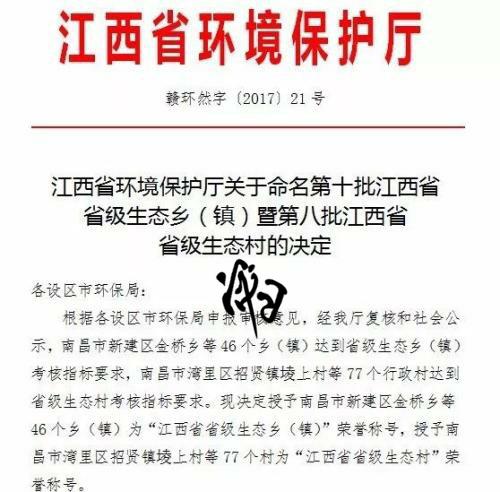 江西省环境保护厅
赣环然字〔2017〕21号
江西省环境保护厅关于命名第十批江西省
省级生态乡（镇）暨第八批江西省
省级生态村的决定
各设区市环保局：
根据各设区市环保局申报审核意见，经我厅复核和社会公
示，南昌市新建区金桥乡等46个乡（镇）达到省级生态乡（镇）
考核指标要求，南昌市湾里区招贤镇堎上村等77个行政村达到
省级生态村考核指标要求。现决定授予南昌市新建区金桥乡等
46个乡（镇）为“江西省省级生态乡（镇）”荣誉称号，授予南
昌市湾里区招贤镇堎上村等77个村为“江西省省级生态村”荣
誉称号。